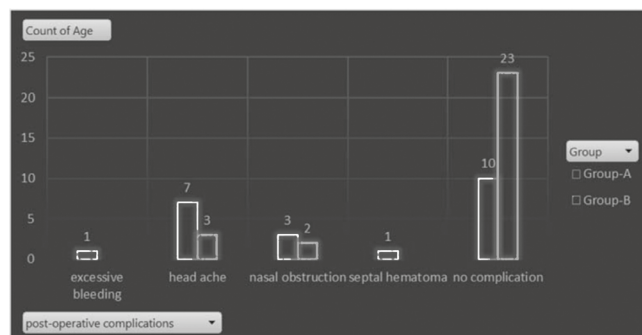 Count of Age
25
20
15
10
5
0
1
7
3
3
2
1
10
23
excessive
bleeding
head ache
nasal obstruction
septal hematoma
no complication
Group
Group-A
Group-B
post-operative complications